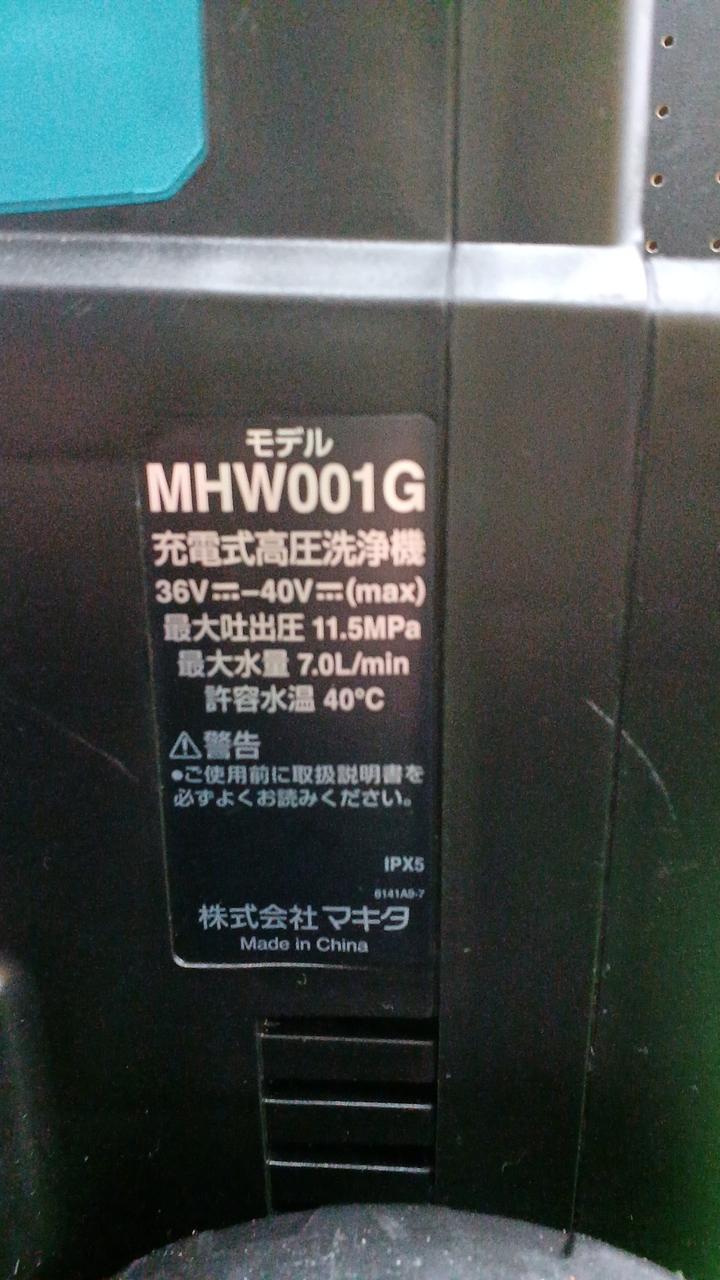 モデル
MHW001G
充電式高圧洗浄機
36V⎓–40V⎓(max)
最大吐出圧 11.5MPa
最大水量 7.0L/min
許容水温 40°C
⚠警告
●ご使用前に取扱説明書を
必ずよくお読みください。
IPX5
6141A9-7
株式会社マキタ
Made in China